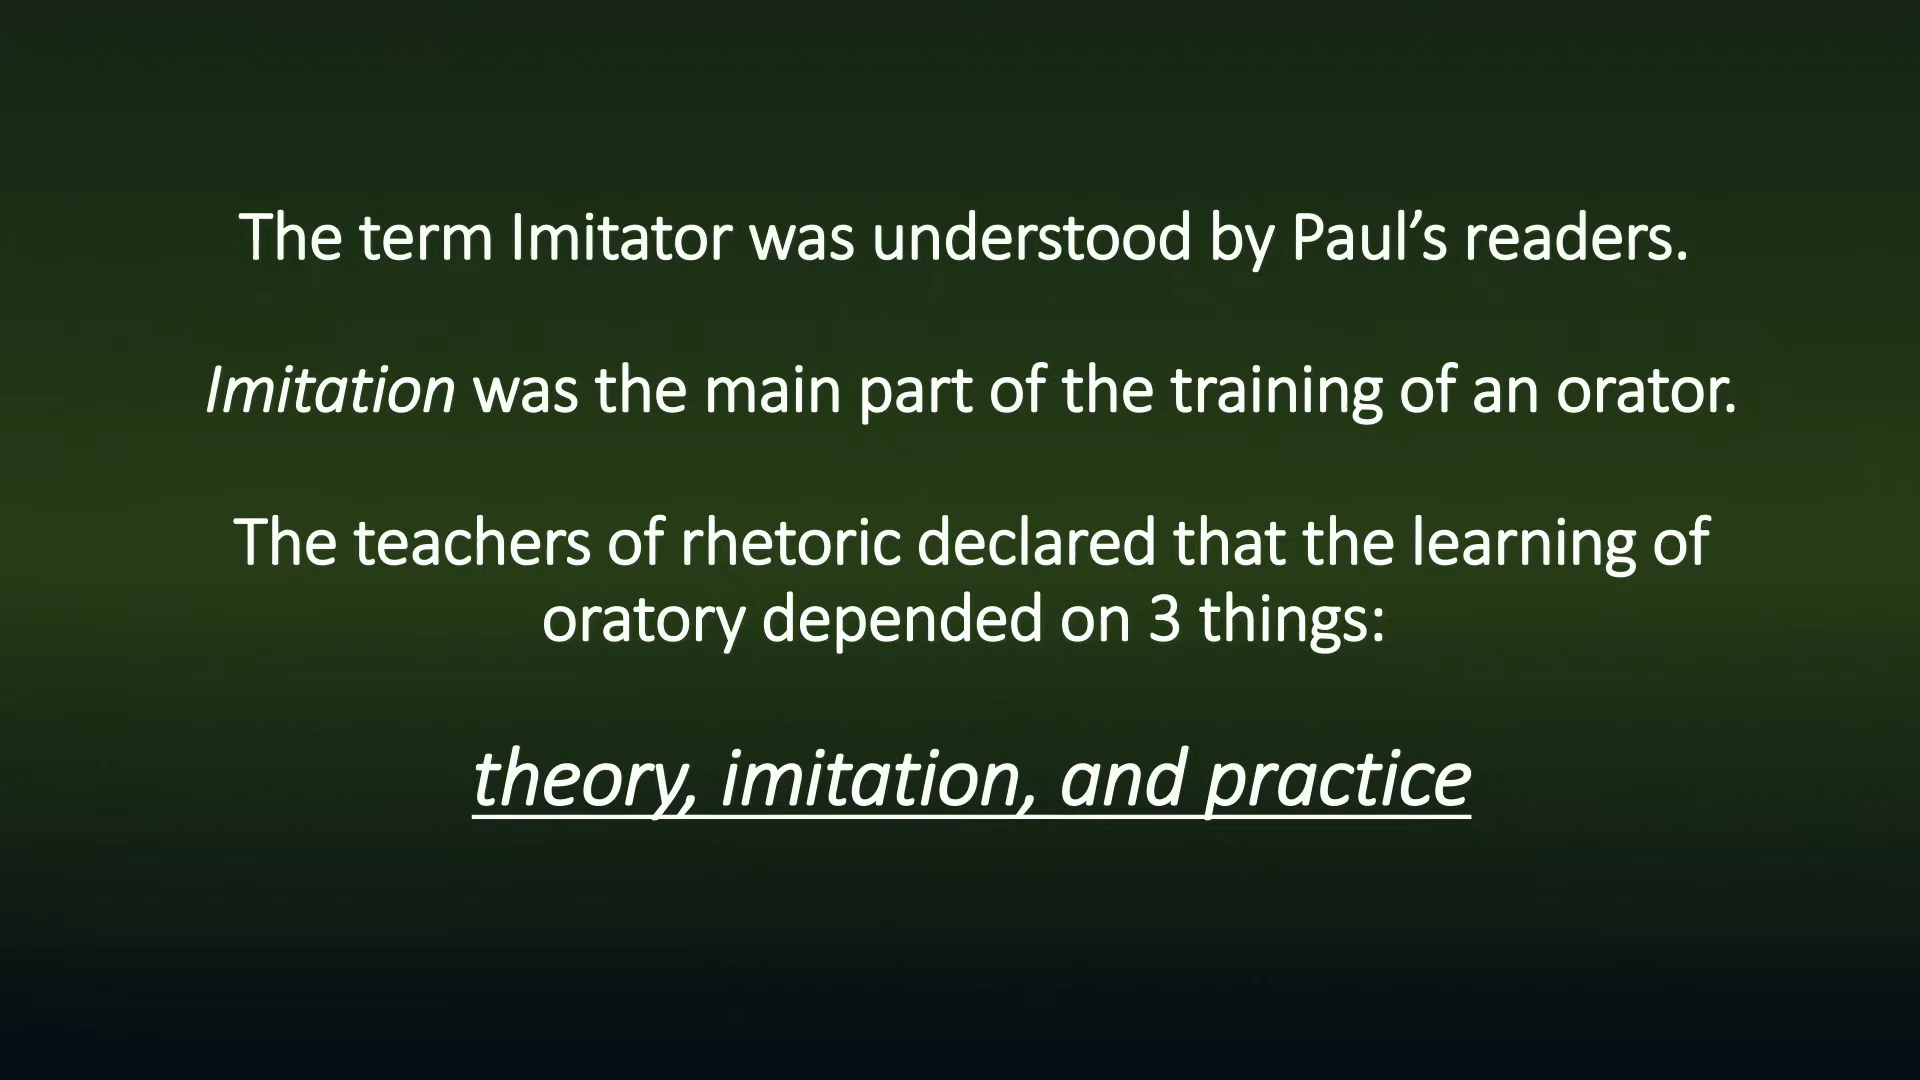 The term Imitator was understood by Paul’s readers.
Imitation was the main part of the training of an orator.
The teachers of rhetoric declared that the learning of
oratory depended on 3 things:
theory, imitation, and practice